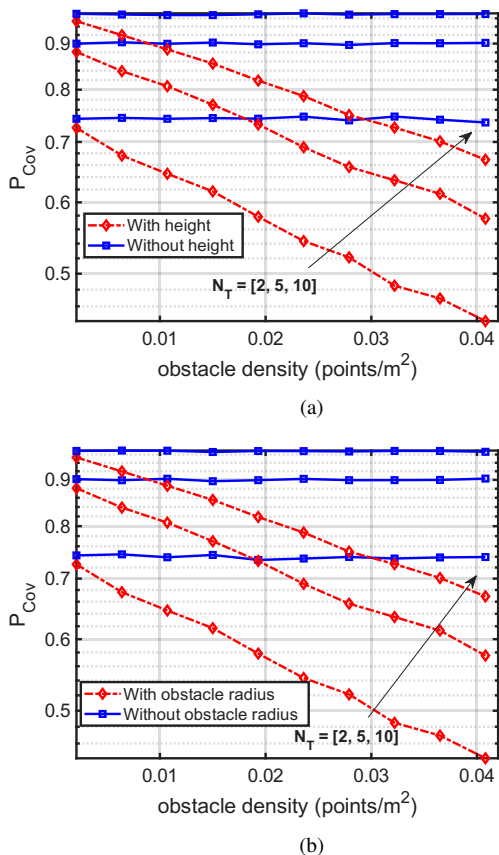 0.9
0.8
0.7
0.6
0.5
P_Cov
With height
Without height
N_T = [2, 5, 10]
0.01 0.02 0.03 0.04
obstacle density (points/m²)
(a)
0.9
0.8
0.7
0.6
0.5
P_Cov
With obstacle radius
Without obstacle radius
N_T = [2, 5, 10]
0.01 0.02 0.03 0.04
obstacle density (points/m²)
(b)